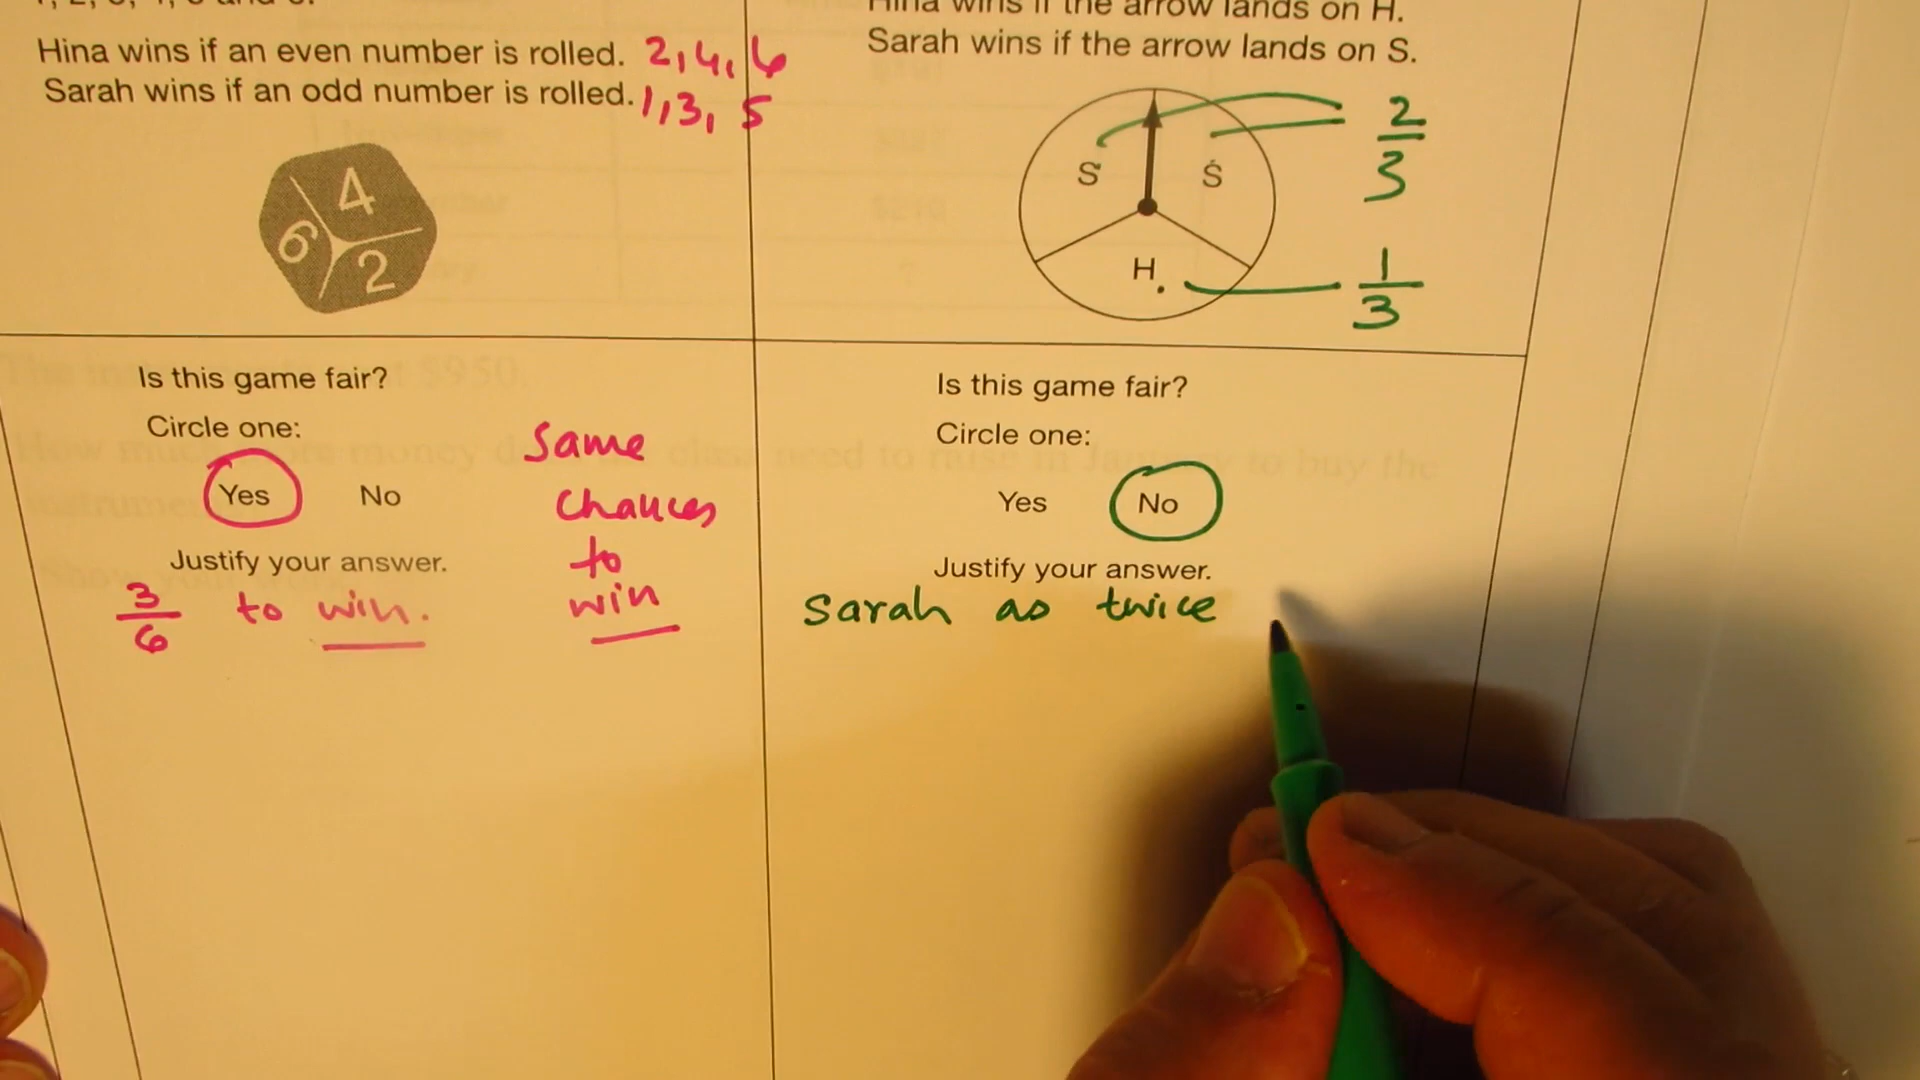 Hina wins if an even number is rolled. 2,4,6
Sarah wins if an odd number is rolled. 1,3,5
4
6
2
Hina wins if the arrow lands on H.
Sarah wins if the arrow lands on S.
S
S
H
2
3
1
3
Is this game fair?
Circle one:
Yes No
Justify your answer.
3
6
to win.
Same
Chances
to
win
Is this game fair?
Circle one:
Yes No
Justify your answer.
Sarah as twice